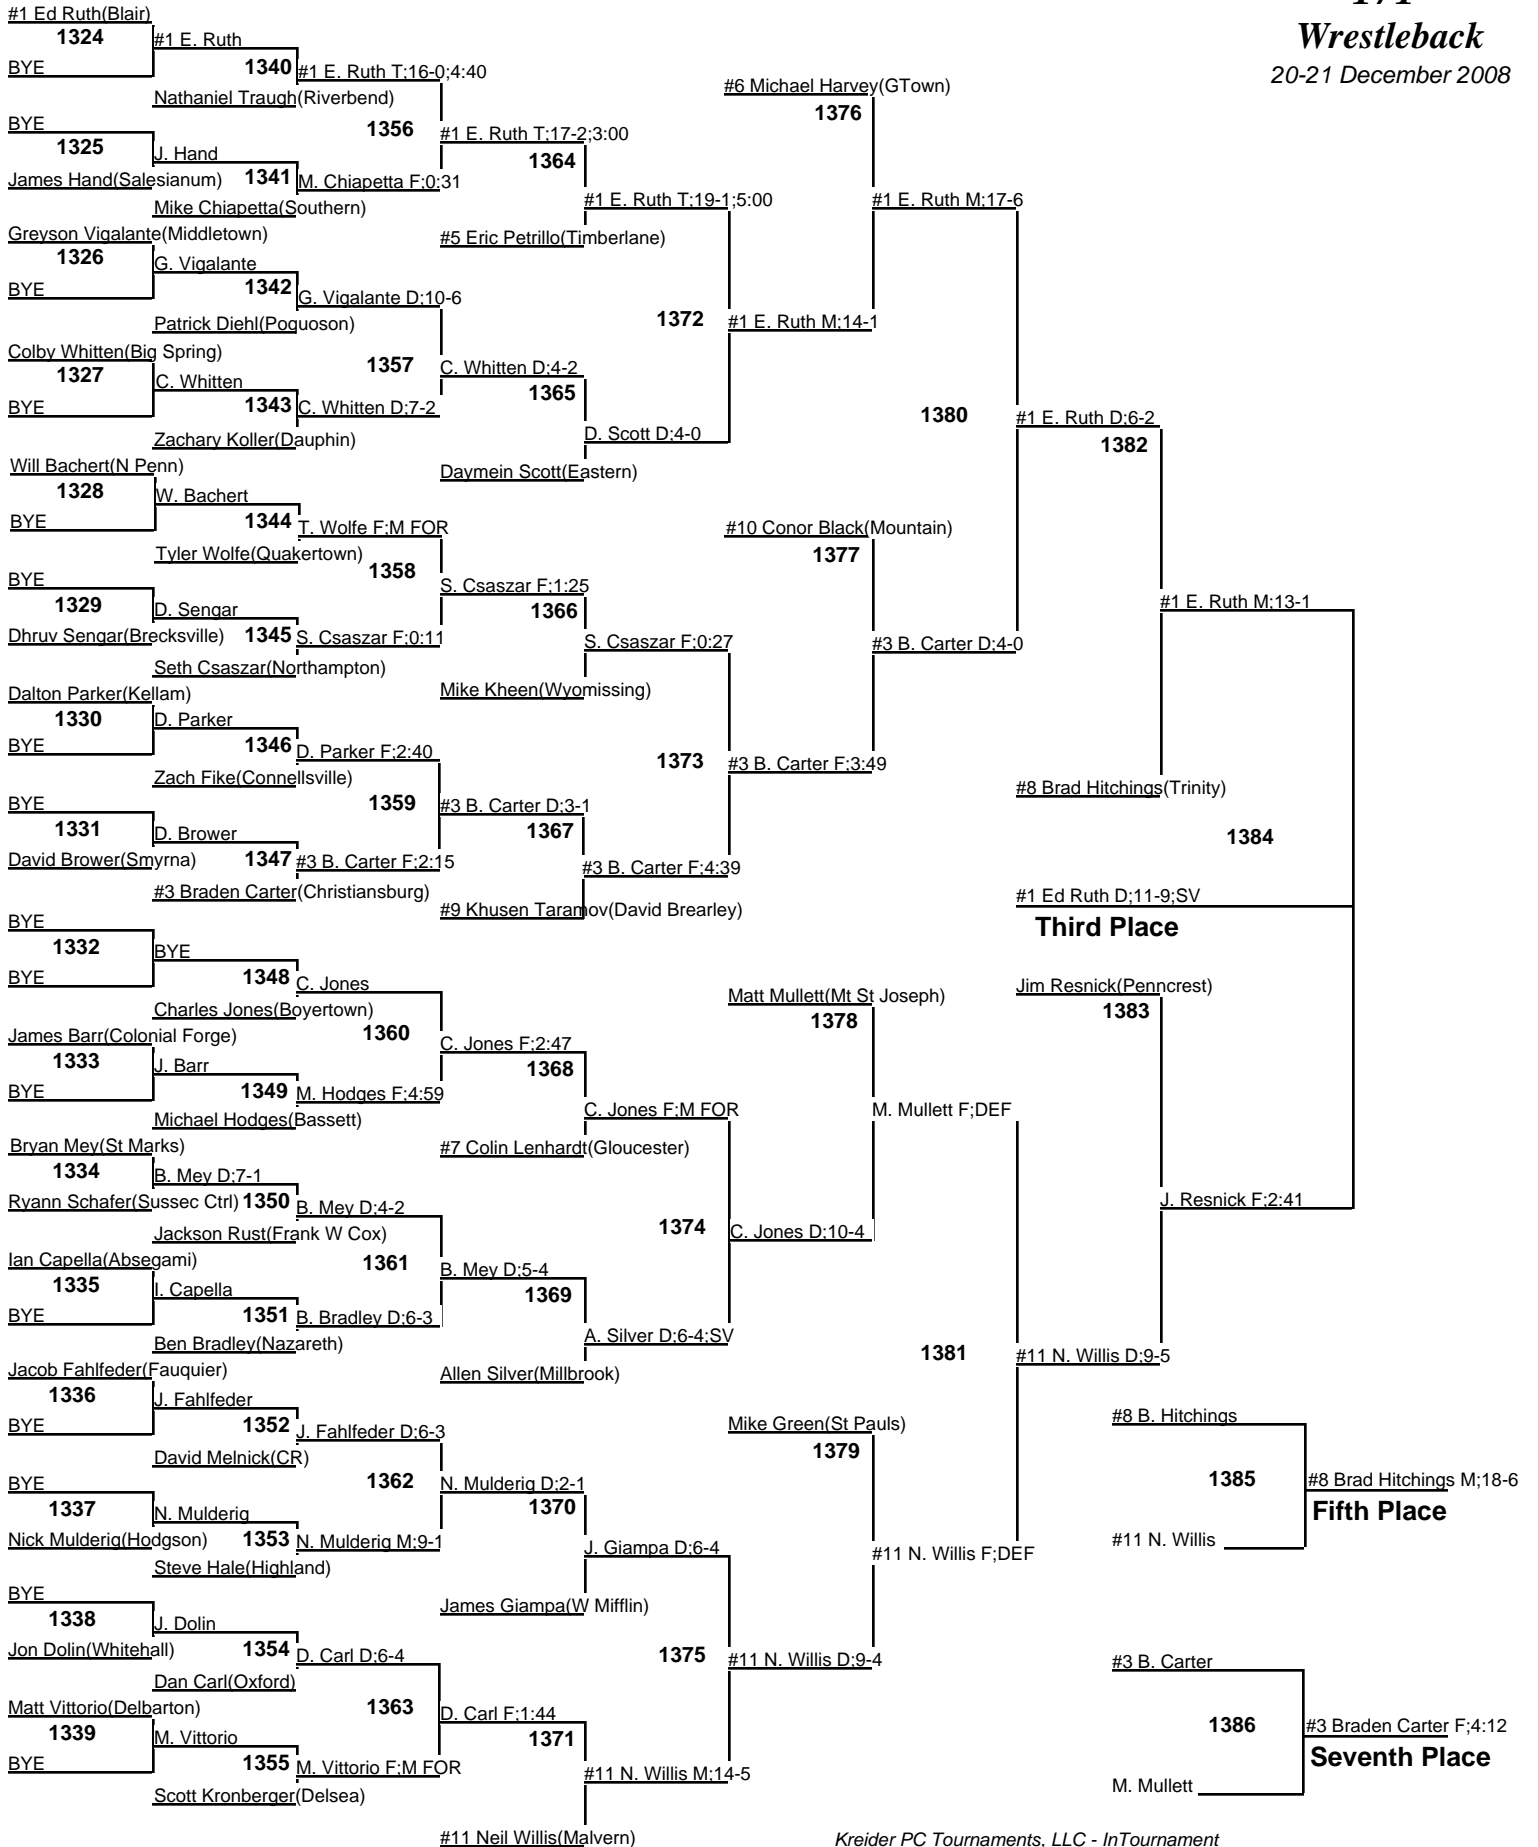 171
Wrestleback
20-21 December 2008
#1 Ed Ruth(Blair)
1324
BYE
#1 E. Ruth
1340
Nathaniel Traugh(Riverbend)
#1 E. Ruth T;16-0;4:40
BYE
1325
James Hand(Salesianum)
J. Hand
1341
Mike Chiapetta(Southern)
M. Chiapetta F;0:31
1356
#1 E. Ruth T;17-2;3:00
1364
#5 Eric Petrillo(Timberlane)
#1 E. Ruth T;19-1;5:00
Greyson Vigalante(Middletown)
1326
BYE
G. Vigalante
1342
Patrick Diehl(Poquoson)
G. Vigalante D;10-6
Colby Whitten(Big Spring)
1327
BYE
C. Whitten
1343
Zachary Koller(Dauphin)
C. Whitten D;7-2
1357
C. Whitten D;4-2
1365
Daymein Scott(Eastern)
D. Scott D;4-0
1372
#1 E. Ruth M;14-1
#6 Michael Harvey(GTown)
1376
#1 E. Ruth M;17-6
Will Bachert(N Penn)
1328
BYE
W. Bachert
1344
Tyler Wolfe(Quakertown)
T. Wolfe F;M FOR
BYE
1329
Dhruv Sengar(Brecksville)
D. Sengar
1345
Seth Csaszar(Northampton)
S. Csaszar F;0:11
1358
S. Csaszar F;1:25
1366
Mike Kheen(Wyomissing)
S. Csaszar F;0:27
Dalton Parker(Kellam)
1330
BYE
D. Parker
1346
Zach Fike(Connellsville)
D. Parker F;2:40
BYE
1331
David Brower(Smyrna)
D. Brower
1347
#3 Braden Carter(Christiansburg)
#3 B. Carter F;2:15
1359
#3 B. Carter D;3-1
1367
#9 Khusen Taramov(David Brearley)
#3 B. Carter F;4:39
1373
#3 B. Carter F;3:49
#10 Conor Black(Mountain)
1377
#3 B. Carter D;4-0
1380
#1 E. Ruth D;6-2
1382
#8 Brad Hitchings(Trinity)
#1 E. Ruth M;13-1
1384
#1 Ed Ruth D;11-9;SV
Third Place
BYE
1332
BYE
BYE
1348
Charles Jones(Boyertown)
C. Jones
James Barr(Colonial Forge)
1333
BYE
J. Barr
1349
Michael Hodges(Bassett)
M. Hodges F;4:59
1360
C. Jones F;2:47
1368
#7 Colin Lenhardt(Gloucester)
C. Jones F;M FOR
Bryan Mey(St Marks)
1334
Ryann Schafer(Sussec Ctrl)
B. Mey D;7-1
1350
Jackson Rust(Frank W Cox)
B. Mey D;4-2
Ian Capella(Absegami)
1335
BYE
I. Capella
1351
Ben Bradley(Nazareth)
B. Bradley D;6-3
1361
B. Mey D;5-4
1369
Allen Silver(Millbrook)
A. Silver D;6-4;SV
1374
C. Jones D;10-4
Matt Mullett(Mt St Joseph)
1378
M. Mullett F;DEF
Jacob Fahlfeder(Fauquier)
1336
BYE
J. Fahlfeder
1352
David Melnick(CR)
J. Fahlfeder D;6-3
BYE
1337
Nick Mulderig(Hodgson)
N. Mulderig
1353
Steve Hale(Highland)
N. Mulderig M;9-1
1362
N. Mulderig D;2-1
1370
James Giampa(W Mifflin)
J. Giampa D;6-4
BYE
1338
Jon Dolin(Whitehall)
J. Dolin
1354
Dan Carl(Oxford)
D. Carl D;6-4
Matt Vittorio(Delbarton)
1339
BYE
M. Vittorio
1355
Scott Kronberger(Delsea)
M. Vittorio F;M FOR
1363
D. Carl F;1:44
1371
#11 Neil Willis(Malvern)
#11 N. Willis M;14-5
1375
#11 N. Willis D;9-4
Mike Green(St Pauls)
1379
#11 N. Willis F;DEF
1381
#11 N. Willis D;9-5
Jim Resnick(Penncrest)
1383
J. Resnick F;2:41
#8 B. Hitchings
1385
#11 N. Willis
#8 Brad Hitchings M;18-6
Fifth Place
#3 B. Carter
1386
M. Mullett
#3 Braden Carter F;4:12
Seventh Place
Kreider PC Tournaments, LLC - InTournament